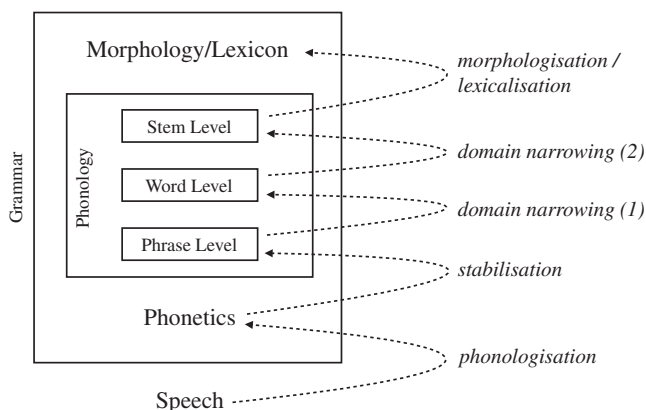 Morphology/Lexicon
morphologisation /
lexicalisation
Grammar
Phonology
Stem Level
domain narrowing (2)
Word Level
domain narrowing (1)
Phrase Level
stabilisation
Phonetics
phonologisation
Speech